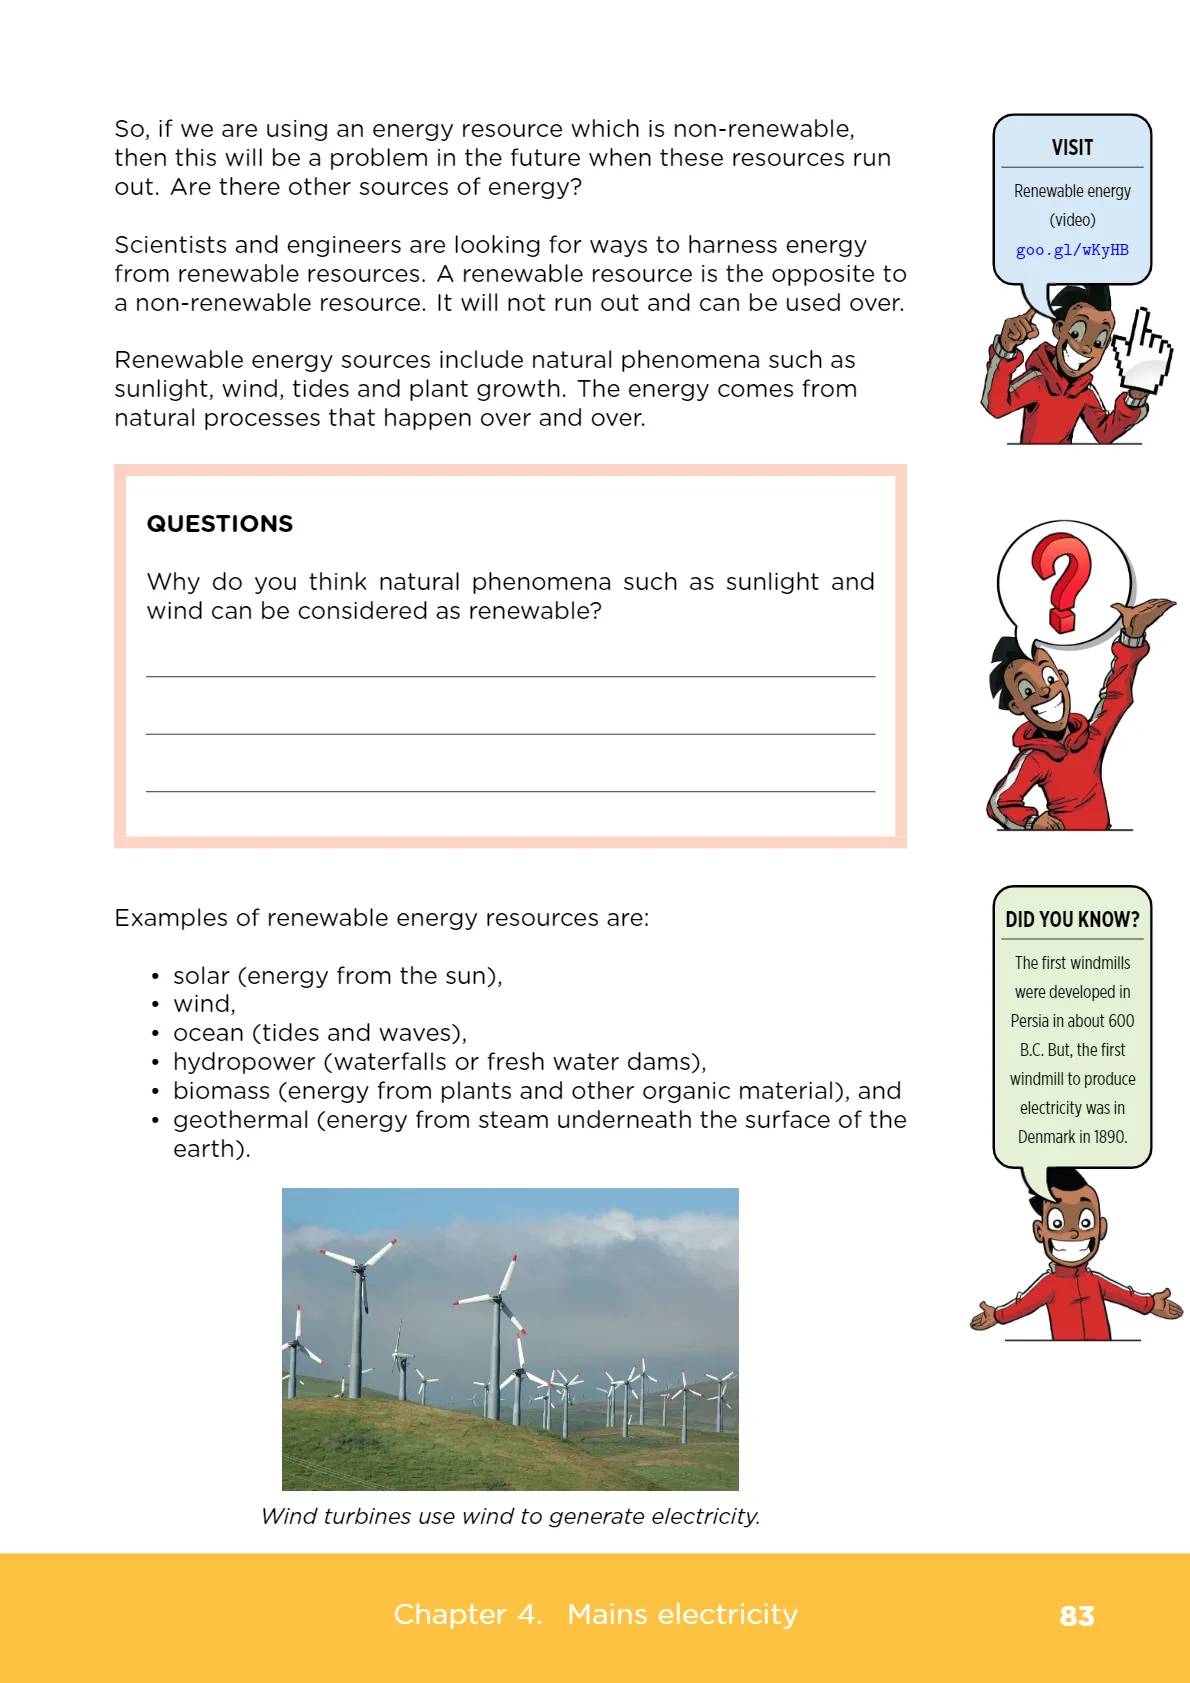 So, if we are using an energy resource which is non-renewable,
then this will be a problem in the future when these resources run
out. Are there other sources of energy?
Scientists and engineers are looking for ways to harness energy
from renewable resources. A renewable resource is the opposite to
a non-renewable resource. It will not run out and can be used over.
Renewable energy sources include natural phenomena such as
sunlight, wind, tides and plant growth. The energy comes from
natural processes that happen over and over.
VISIT
Renewable energy
(video)
goo.gl/wKyHB
QUESTIONS
Why do you think natural phenomena such as sunlight and
wind can be considered as renewable?
?
Examples of renewable energy resources are:
• solar (energy from the sun),
• wind,
• ocean (tides and waves),
• hydropower (waterfalls or fresh water dams),
• biomass (energy from plants and other organic material), and
• geothermal (energy from steam underneath the surface of the
earth).
DID YOU KNOW?
The first windmills
were developed in
Persia in about 600
B.C. But, the first
windmill to produce
electricity was in
Denmark in 1890.
Wind turbines use wind to generate electricity.
Chapter 4. Mains electricity
83